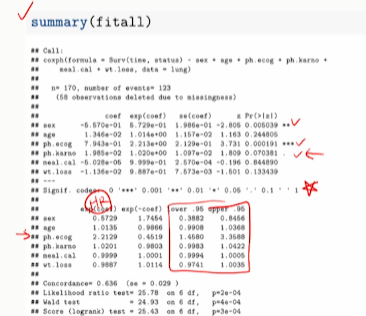 summary(fitall)
## Call:
## coxph(formula = Surv(time, status) ~ sex + age + ph.ecog + ph.karno +
## meal.cal + wt.loss, data = lung)
##
## n= 170, number of events= 123
## (58 observations deleted due to missingness)
##
## coef exp(coef) se(coef) z Pr(>|z|)
## sex -5.570e-01 5.729e-01 1.986e-01 -2.805 0.005039 **
## age 1.346e-02 1.014e+00 1.157e-02 1.163 0.244805
## ph.ecog 7.943e-01 2.213e+00 2.129e-01 3.731 0.000191 ***
## ph.karno 1.985e-02 1.020e+00 1.097e-02 1.809 0.070381 .
## meal.cal -5.028e-05 9.999e-01 2.570e-04 -0.196 0.844890
## wt.loss -1.136e-02 9.887e-01 7.573e-03 -1.501 0.133439
## ---
## Signif. codes: 0 '***' 0.001 '**' 0.01 '*' 0.05 '.' 0.1 ' ' 1
##
HR
## exp(-coef) .95 upper .95
## sex 0.5729 1.7454 0.3882 0.8456
## age 1.0135 0.9866 0.9908 1.0368
## ph.ecog 2.2129 0.4519 1.4580 3.3588
## ph.karno 1.0201 0.9803 0.9983 1.0422
## meal.cal 0.9999 1.0001 0.9994 1.0005
## wt.loss 0.9887 1.0114 0.9741 1.0035
##
## Concordance= 0.636 (se = 0.029 )
## Likelihood ratio test= 25.78 on 6 df, p=2e-04
## Wald test = 24.93 on 6 df, p=4e-04
## Score (logrank) test = 25.43 on 6 df, p=3e-04